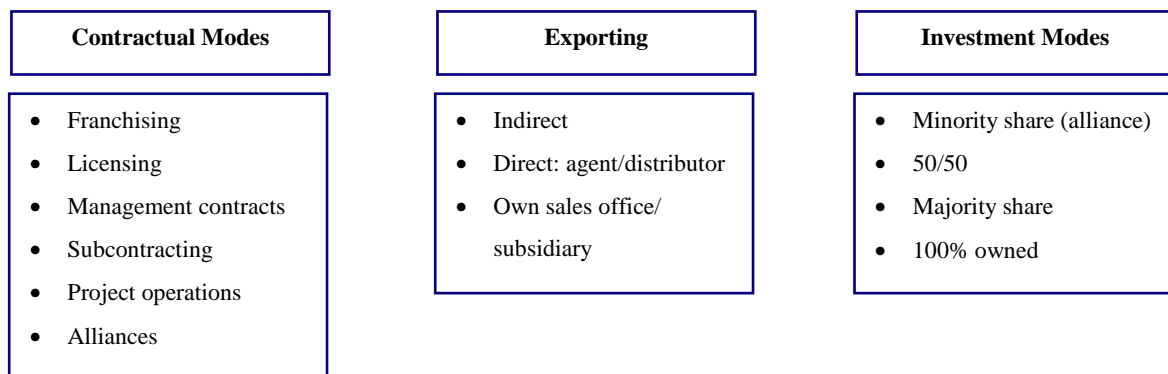 Contractual Modes
• Franchising
• Licensing
• Management contracts
• Subcontracting
• Project operations
• Alliances
Exporting
• Indirect
• Direct: agent/distributor
• Own sales office/
subsidiary
Investment Modes
• Minority share (alliance)
• 50/50
• Majority share
• 100% owned